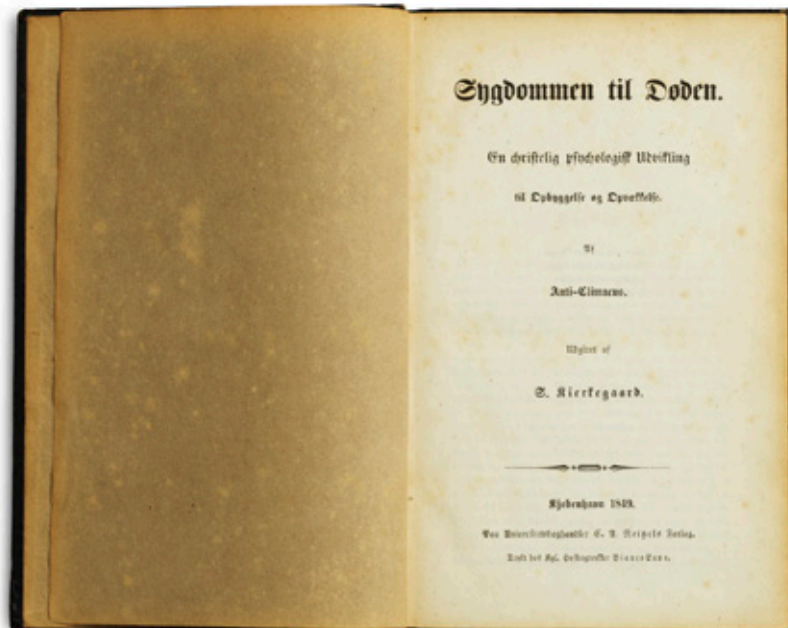 Sygdommen til Døden.
En christelig psychologisk Udvikling
til Opbyggelse og Opvækkelse.
Af
Anti-Climacus.
Udgivet af
S. Kierkegaard.
Kjøbenhavn 1849.
Paa Universitetsboghandler C. A. Reitzels Forlag.
Trykt hos Kgl. Hofbogtrykker Bianco Luno.